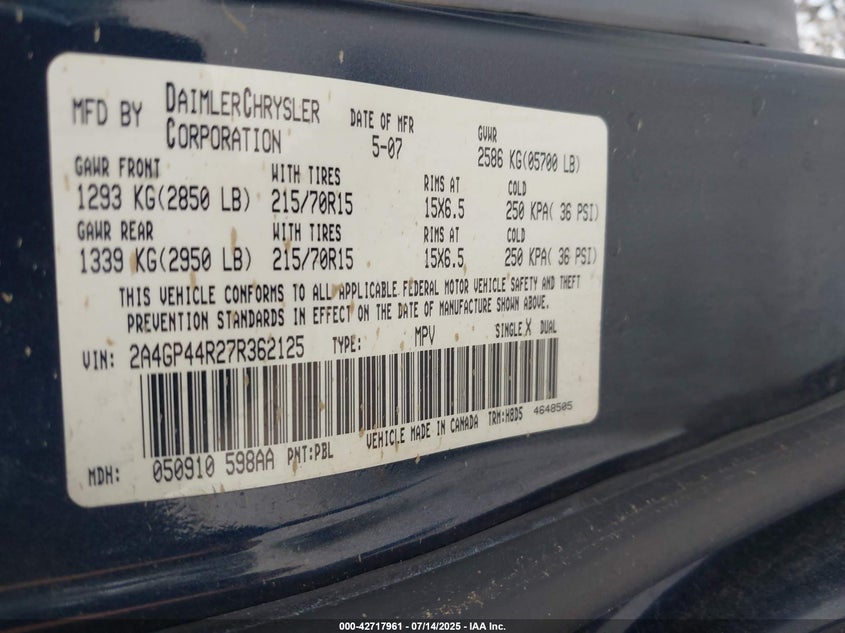 MFD BY DAIMLERCHRYSLER CORPORATION
DATE OF MFR 5-07
GVWR 2586 KG(05700 LB)
GAWR FRONT WITH TIRES RIMS AT COLD
1293 KG(2850 LB) 215/70R15 15X6.5 250 KPA( 36 PSI)
GAWR REAR WITH TIRES RIMS AT COLD
1339 KG(2950 LB) 215/70R15 15X6.5 250 KPA( 36 PSI)
THIS VEHICLE CONFORMS TO ALL APPLICABLE FEDERAL MOTOR VEHICLE SAFETY AND THEFT
PREVENTION STANDARDS IN EFFECT ON THE DATE OF MANUFACTURE SHOWN ABOVE.
VIN: 2A4GP44R27R362125 TYPE: MPV SINGLE X DUAL
MDH: 050910 598AA PNT:PBL VEHICLE MADE IN CANADA TRM:H8D5 4648505
000-42717961 - 07/14/2025 - IAA Inc.